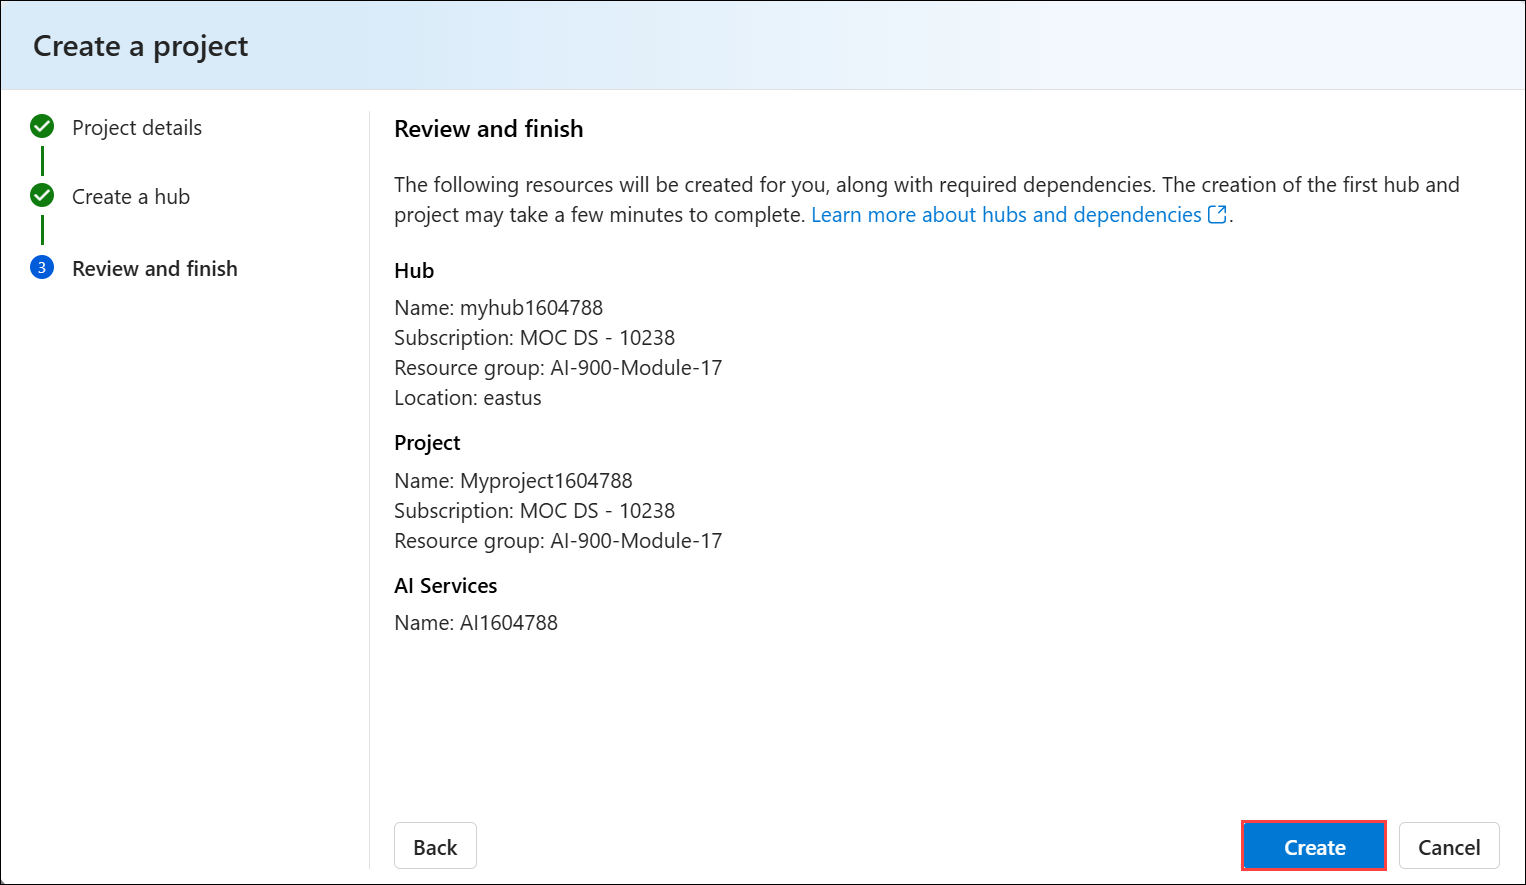 Create a project
Project details
Create a hub
3
Review and finish
Review and finish
The following resources will be created for you, along with required dependencies. The creation of the first hub and
project may take a few minutes to complete. Learn more about hubs and dependencies.
Hub
Name: myhub1604788
Subscription: MOC DS - 10238
Resource group: AI-900-Module-17
Location: eastus
Project
Name: Myproject1604788
Subscription: MOC DS - 10238
Resource group: AI-900-Module-17
AI Services
Name: AI1604788
Back
Create
Cancel